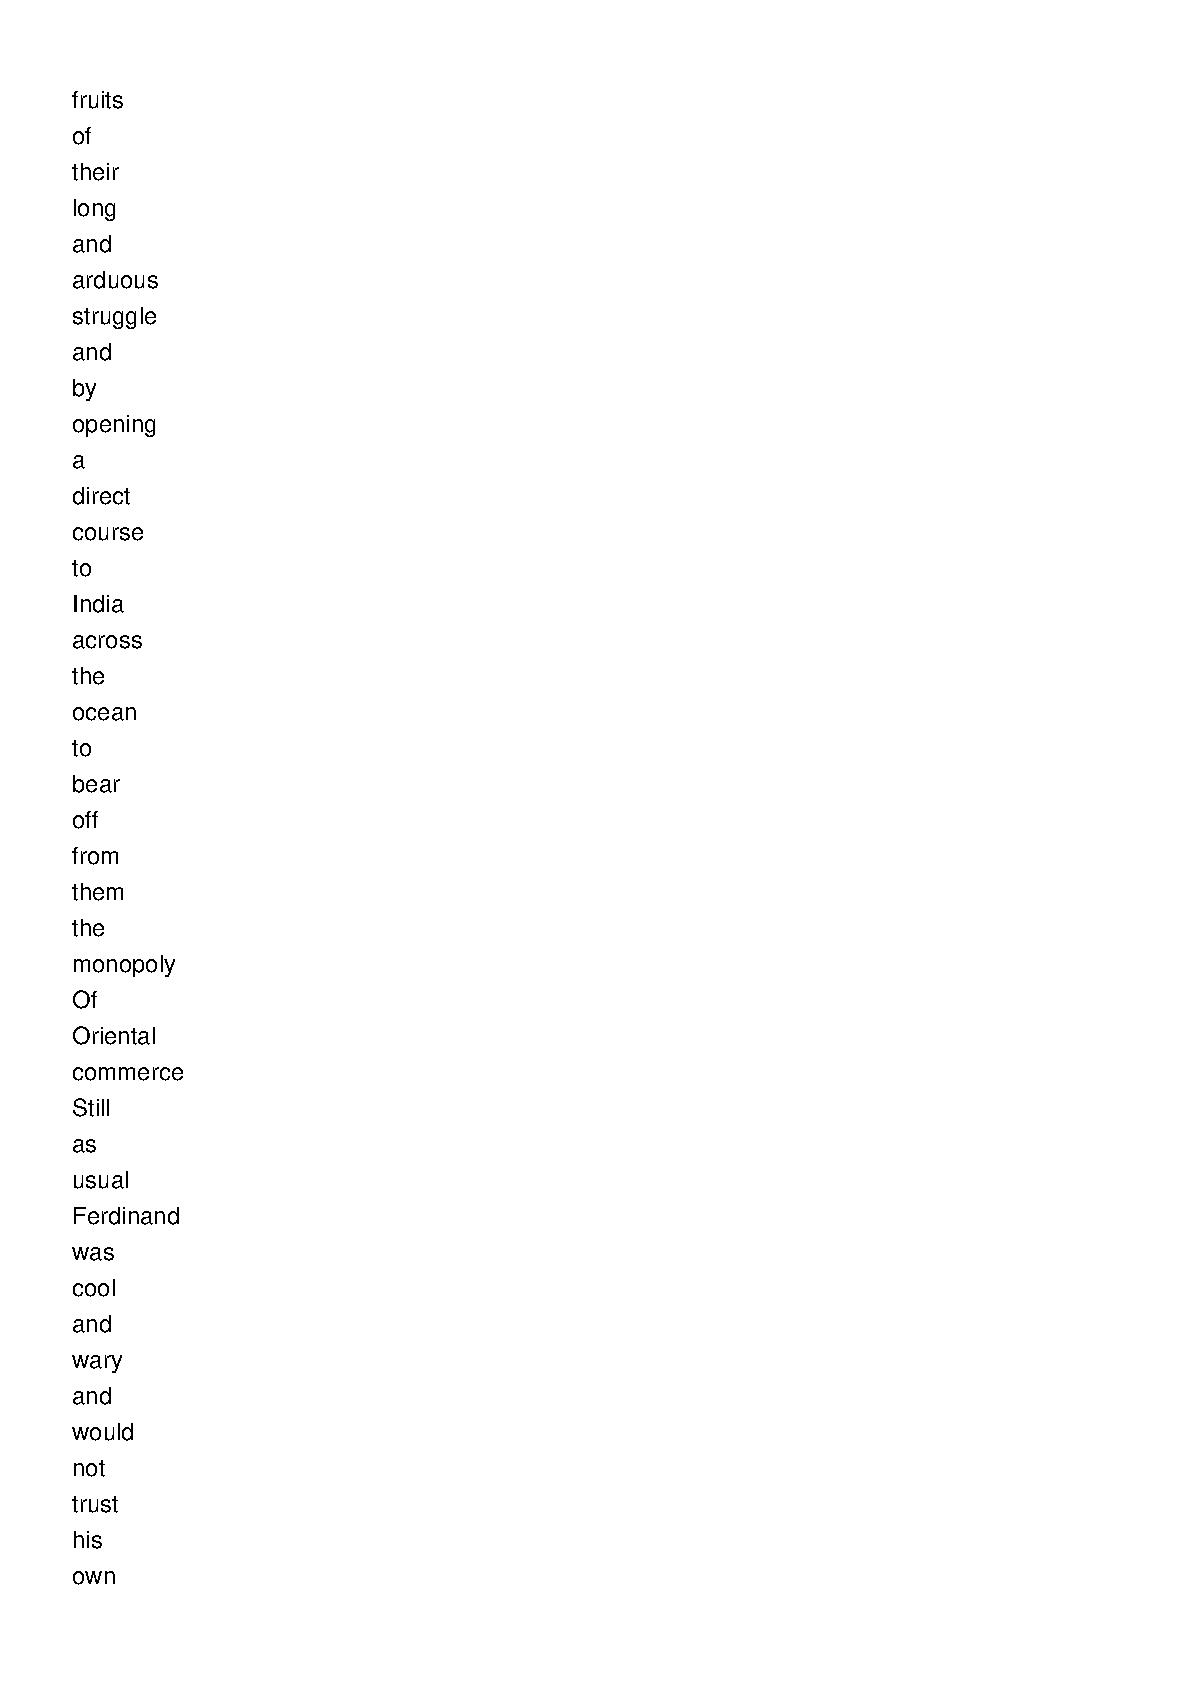 fruits
of
their
long
and
arduous
struggle
and
by
opening
a
direct
course
to
India
across
the
ocean
to
bear
off
from
them
the
monopoly
Of
Oriental
commerce
Still
as
usual
Ferdinand
was
cool
and
wary
and
would
not
trust
his
own